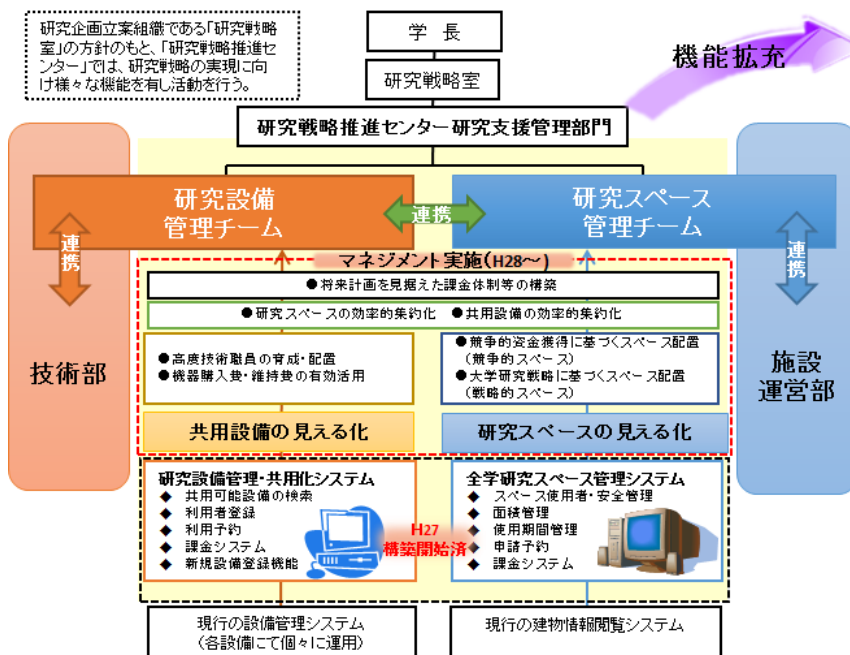 研究企画立案組織である「研究戦略
室」の方針のもと、「研究戦略推進セ
ンター」では、研究戦略の実現に向
け様々な機能を有し活動を行う。
学 長
研究戦略室
機能拡充
研究戦略推進センター研究支援管理部門
研究設備
管理チーム
連携
研究スペース
管理チーム
連携
連携
マネジメント実施(H28～)
●将来計画を見据えた課金体制等の構築
●研究スペースの効率的集約化 ●共用設備の効率的集約化
●高度技術職員の育成・配置
●機器購入費・維持費の有効活用
●競争的資金獲得に基づくスペース配置
(競争的スペース)
●大学研究戦略に基づくスペース配置
(戦略的スペース)
技術部
施設
運営部
共用設備の見える化
研究スペースの見える化
研究設備管理・共用化システム
◆ 共用可能設備の検索
◆ 利用者登録
◆ 利用予約
◆ 課金システム
◆ 新規設備登録機能
H27
構築開始済
全学研究スペース管理システム
◆ スペース使用者・安全管理
◆ 面積管理
◆ 使用期間管理
◆ 申請予約
◆ 課金システム
現行の設備管理システム
(各設備にて個々に運用)
現行の建物情報閲覧システム